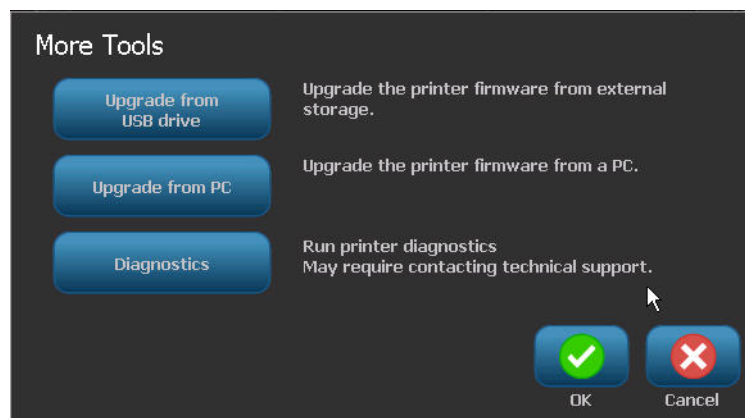 More Tools
Upgrade from
USB drive
Upgrade the printer firmware from external
storage.
Upgrade from PC
Upgrade the printer firmware from a PC.
Diagnostics
Run printer diagnostics
May require contacting technical support.
OK
Cancel